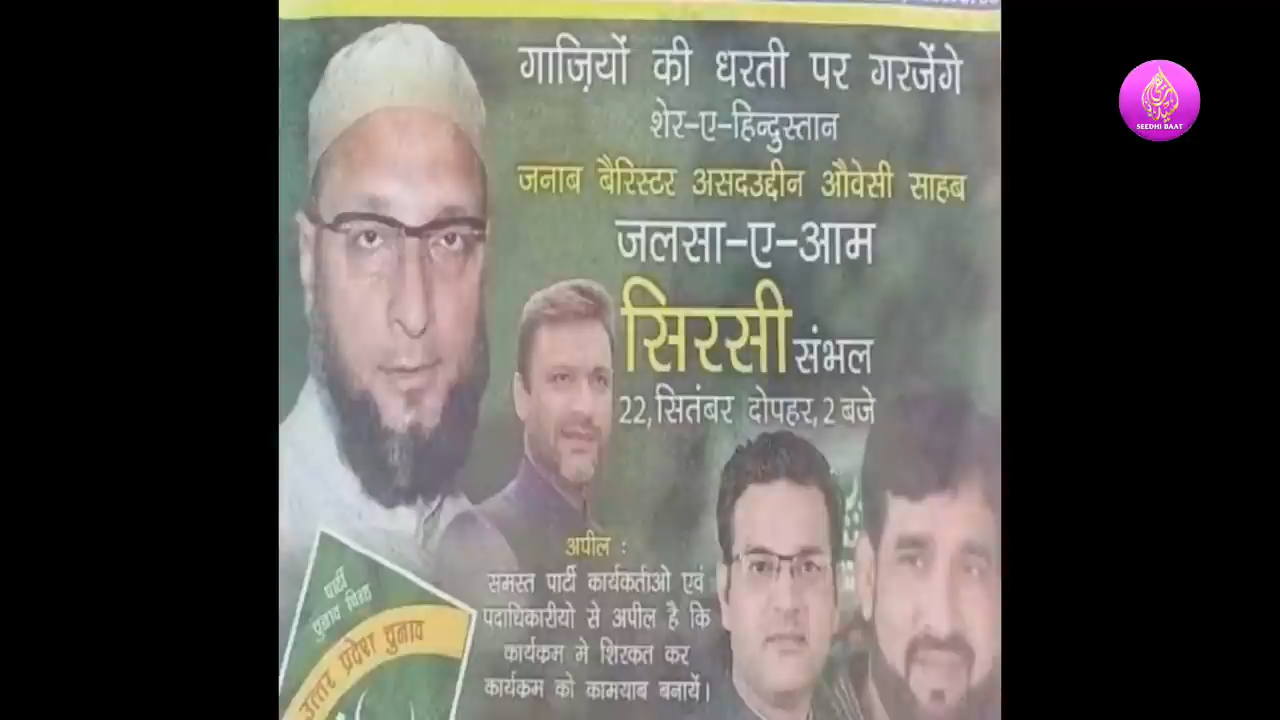 गाज़ियों की धरती पर गरजेंगे
शेर-ए-हिन्दुस्तान
जनाब बैरिस्टर असदउद्दीन औवेसी साहब
जलसा-ए-आम
सिरसी संभल
22, सितंबर दोपहर, 2 बजे
SEEDHI BAAT
अपील :
समस्त पार्टी कार्यकर्ताओ एवं
पदाधिकारीयो से अपील है कि
कार्यक्रम मे शिरकत कर
कार्यक्रम को कामयाब बनायें।
पार्टी
चुनाव चिन्ह
उत्तर प्रदेश चुनाव